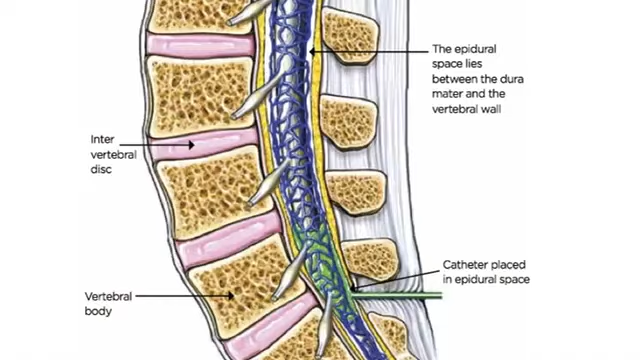 The epidural
space lies
between the dura
mater and the
vertebral wall
Inter
vertebral
disc
Catheter placed
in epidural space
Vertebral
body